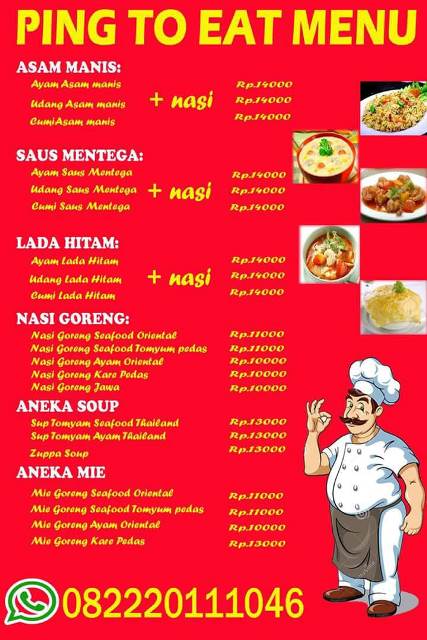 PING TO EAT MENU
ASAM MANIS:
Ayam Asam manis Rp.14000
Udang Asam manis + nasi Rp.14000
CumiAsam manis Rp.14000
SAUS MENTEGA:
Ayam Saus Mentega Rp.14000
Udang Saus Mentega + nasi Rp.14000
Cumi Saus Mentega Rp.14000
LADA HITAM:
Ayam Lada Hitam Rp.14000
Udang Lada Hitam + nasi Rp.14000
Cumi Lada Hitam Rp.14000
NASI GORENG:
Nasi Goreng Seafood Oriental Rp.11000
Nasi Goreng Seafood Tomyum pedas Rp.11000
Nasi Goreng Ayam Oriental Rp.10000
Nasi Goreng Kare Pedas Rp.10000
Nasi Goreng Jawa Rp.10000
ANEKA SOUP
Sup Tomyam Seafood Thailand Rp.13000
Sup Tomyam Ayam Thailand Rp.13000
Zuppa Soup Rp.13000
ANEKA MIE
Mie Goreng Seafood Oriental Rp.11000
Mie Goreng Seafood Tomyum pedas Rp.11000
Mie Goreng Ayam Oriental Rp.10000
Mie Goreng Kare Pedas Rp.13000
082220111046